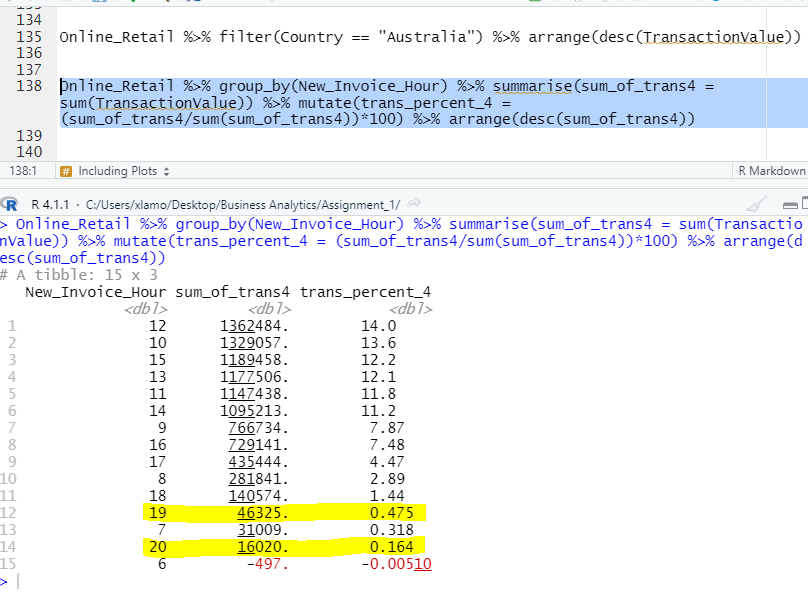 134
135 Online_Retail %>% filter(Country == "Australia") %>% arrange(desc(TransactionValue))
136
137
138 Online_Retail %>% group_by(New_Invoice_Hour) %>% summarise(sum_of_trans4 =
sum(TransactionValue)) %>% mutate(trans_percent_4 =
(sum_of_trans4/sum(sum_of_trans4))*100) %>% arrange(desc(sum_of_trans4))
139
140
138:1 # Including Plots R Markdown
R R 4.1.1 · C:/Users/xlamo/Desktop/Business Analytics/Assignment_1/
> Online_Retail %>% group_by(New_Invoice_Hour) %>% summarise(sum_of_trans4 = sum(Transactio
nValue)) %>% mutate(trans_percent_4 = (sum_of_trans4/sum(sum_of_trans4))*100) %>% arrange(d
esc(sum_of_trans4))
# A tibble: 15 x 3
New_Invoice_Hour sum_of_trans4 trans_percent_4
<dbl> <dbl> <dbl>
1 12 1362484. 14.0
2 10 1329057. 13.6
3 15 1189458. 12.2
4 13 1177506. 12.1
5 11 1147438. 11.8
6 14 1095213. 11.2
7 9 766734. 7.87
8 16 729141. 7.48
9 17 435444. 4.47
10 8 281841. 2.89
11 18 140574. 1.44
12 19 46325. 0.475
13 7 31009. 0.318
14 20 16020. 0.164
15 6 -497. -0.00510
>